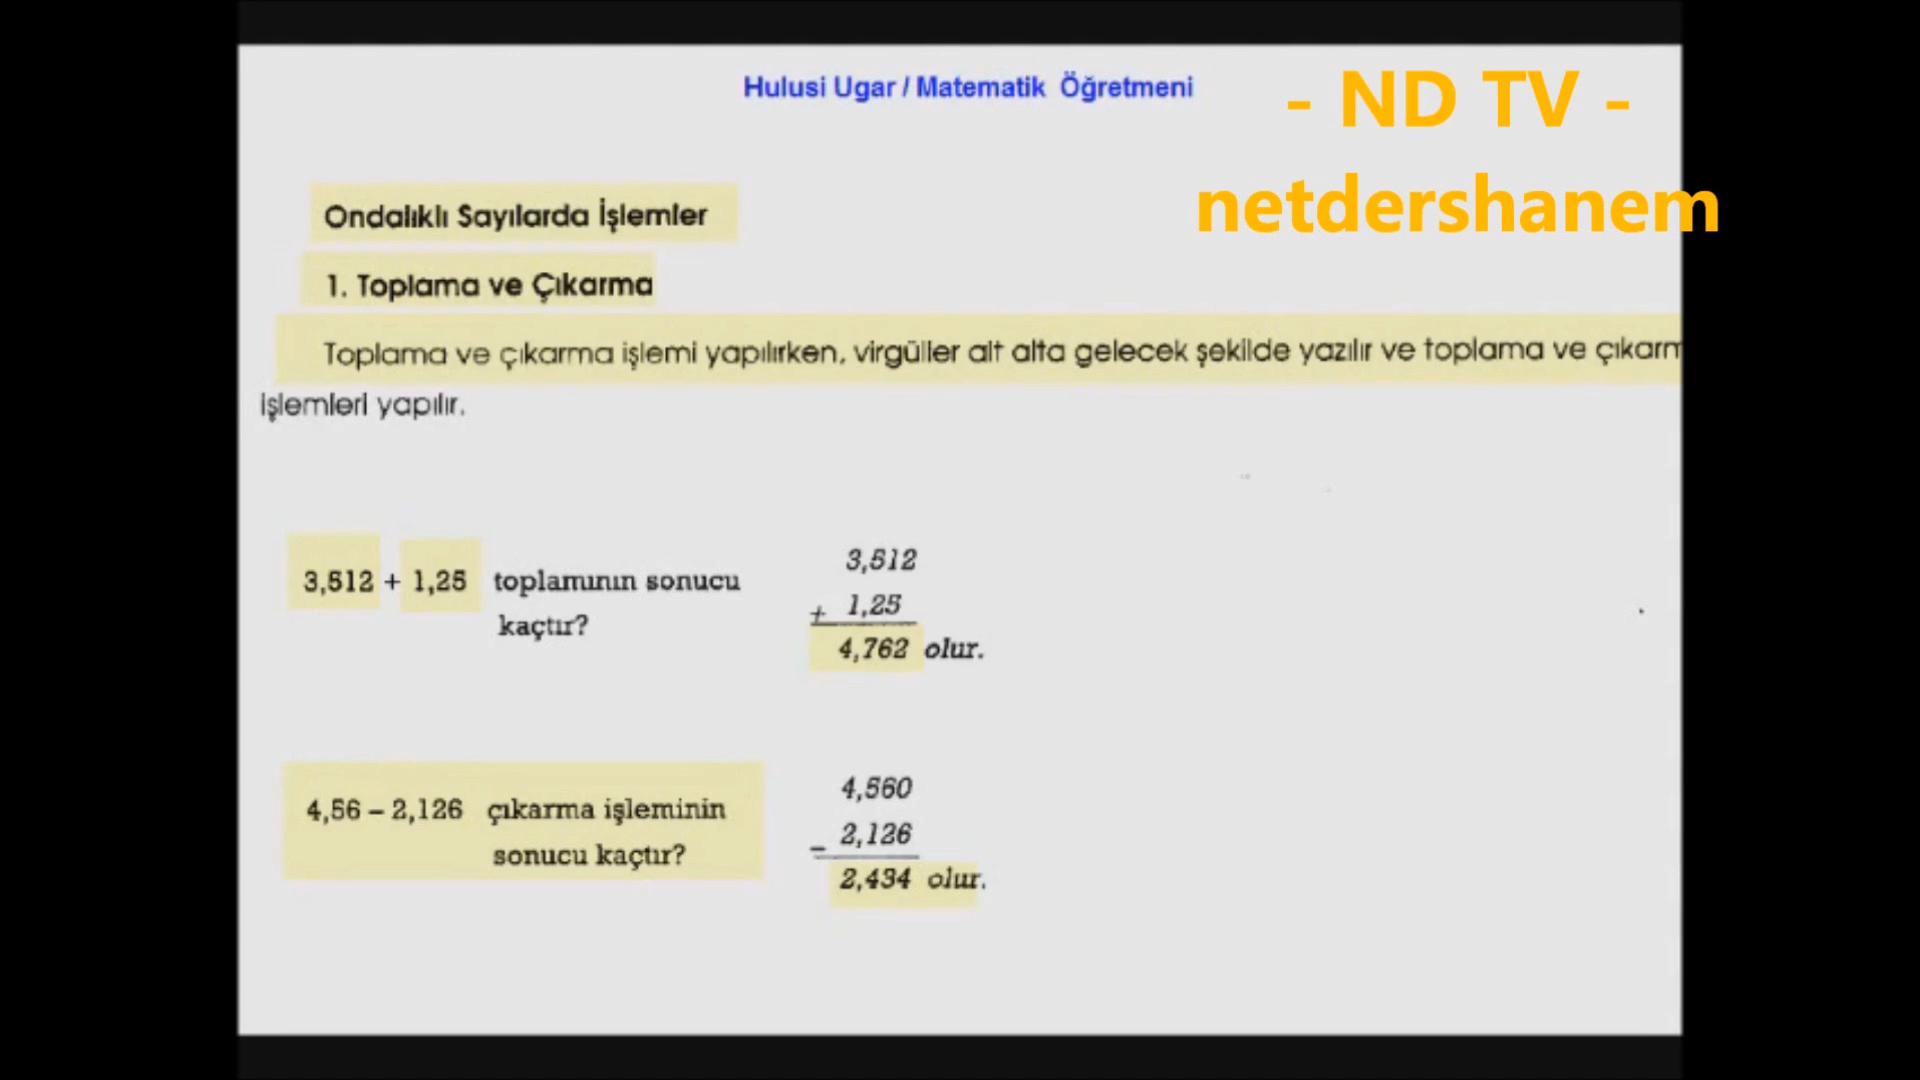 Hulusi Ugar / Matematik Öğretmeni
- ND TV -
netdershanem
Ondalıklı Sayılarda İşlemler
1. Toplama ve Çıkarma
Toplama ve çıkarma işlemi yapılırken, virgüller alt alta gelecek şekilde yazılır ve toplama ve çıkarm
işlemleri yapılır.
3,512 + 1,25 toplamının sonucu
kaçtır?
3,512
+ 1,25
4,762 olur.
4,56 – 2,126 çıkarma işleminin
sonucu kaçtır?
4,560
– 2,126
2,434 olur.